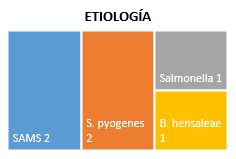 ETIOLOGÍA
SAMS 2
S. pyogenes
2
Salmonella 1
B. hensaleae
1